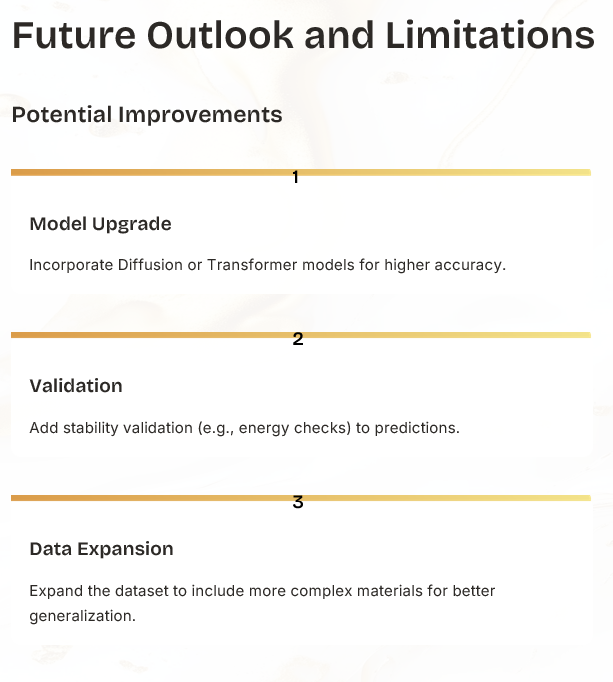 Future Outlook and Limitations
Potential Improvements
1
Model Upgrade
Incorporate Diffusion or Transformer models for higher accuracy.
2
Validation
Add stability validation (e.g., energy checks) to predictions.
3
Data Expansion
Expand the dataset to include more complex materials for better
generalization.